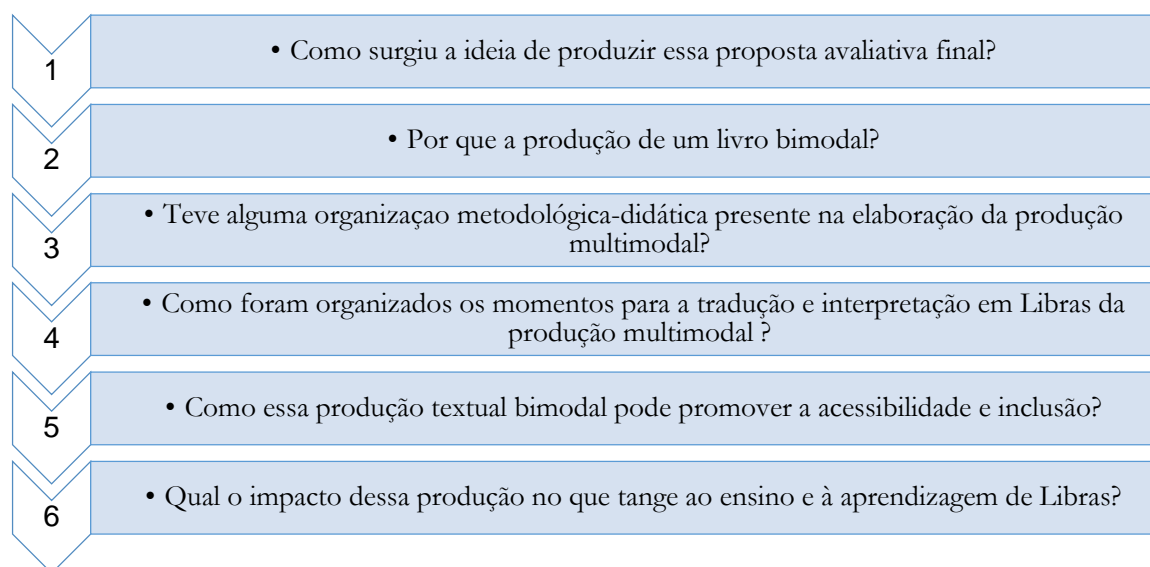 1
• Como surgiu a ideia de produzir essa proposta avaliativa final?
2
• Por que a produção de um livro bimodal?
3
• Teve alguma organizaçao metodológica-didática presente na elaboração da produção
multimodal?
4
• Como foram organizados os momentos para a tradução e interpretação em Libras da
produção multimodal ?
5
• Como essa produção textual bimodal pode promover a acessibilidade e inclusão?
6
• Qual o impacto dessa produção no que tange ao ensino e à aprendizagem de Libras?